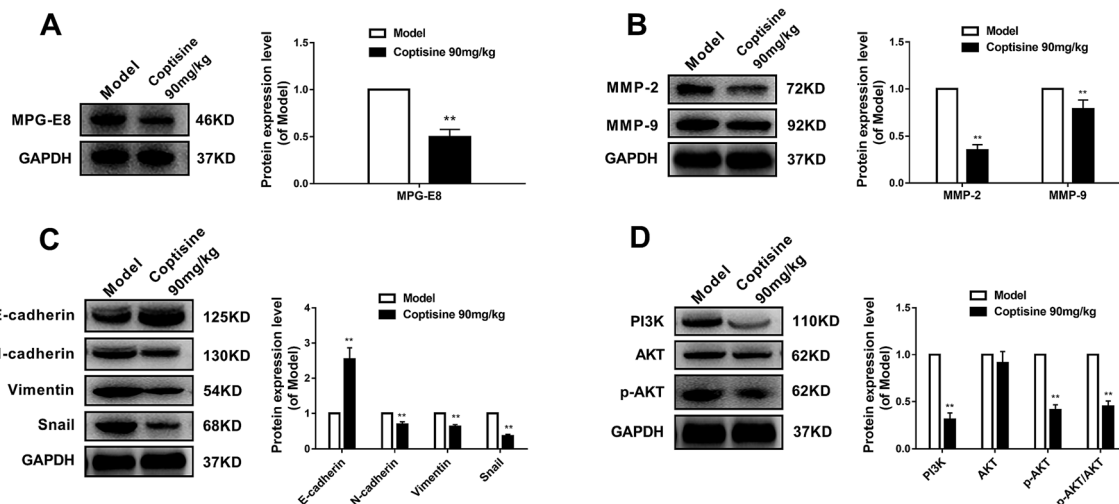 A
Model
Coptisine
90mg/kg
MPG-E8
46KD
GAPDH
37KD
Protein expression level
(of Model)
1.5
1.0
0.5
0.0
Model
Coptisine 90mg/kg
**
MPG-E8
B
Model
Coptisine
90mg/kg
MMP-2
72KD
MMP-9
92KD
GAPDH
37KD
Protein expression level
(of Model)
1.5
1.0
0.5
0.0
Model
Coptisine 90mg/kg
**
**
MMP-2
MMP-9
C
Model
Coptisine
90mg/kg
E-cadherin
125KD
-cadherin
130KD
Vimentin
54KD
Snail
68KD
GAPDH
37KD
Protein expression level
(of Model)
4
3
2
1
0
Model
Coptisine 90mg/kg
**
**
**
**
E-cadherin
N-cadherin
Vimentin
Snail
D
Model
Coptisine
90mg/kg
PI3K
110KD
AKT
62KD
p-AKT
62KD
GAPDH
37KD
Protein expression level
(of Model)
1.5
1.0
0.5
0.0
Model
Coptisine 90mg/kg
**
**
**
PI3K
AKT
p-AKT
p-AKT/AKT